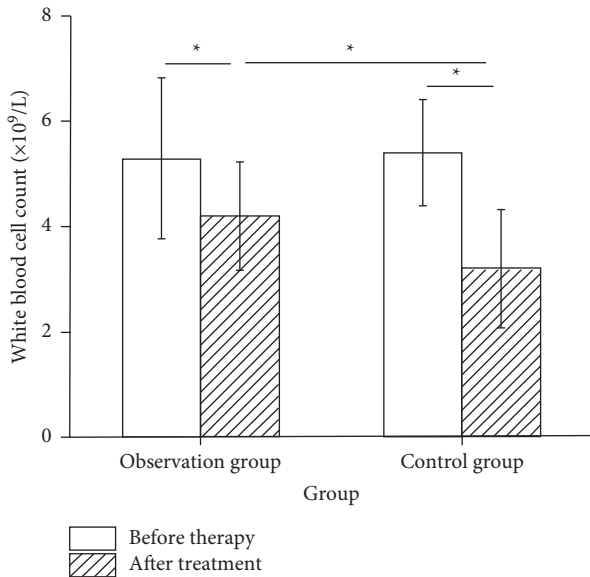 8
6
4
2
0
White blood cell count (×10⁹/L)
*
*
*
Observation group
Control group
Group
Before therapy
After treatment